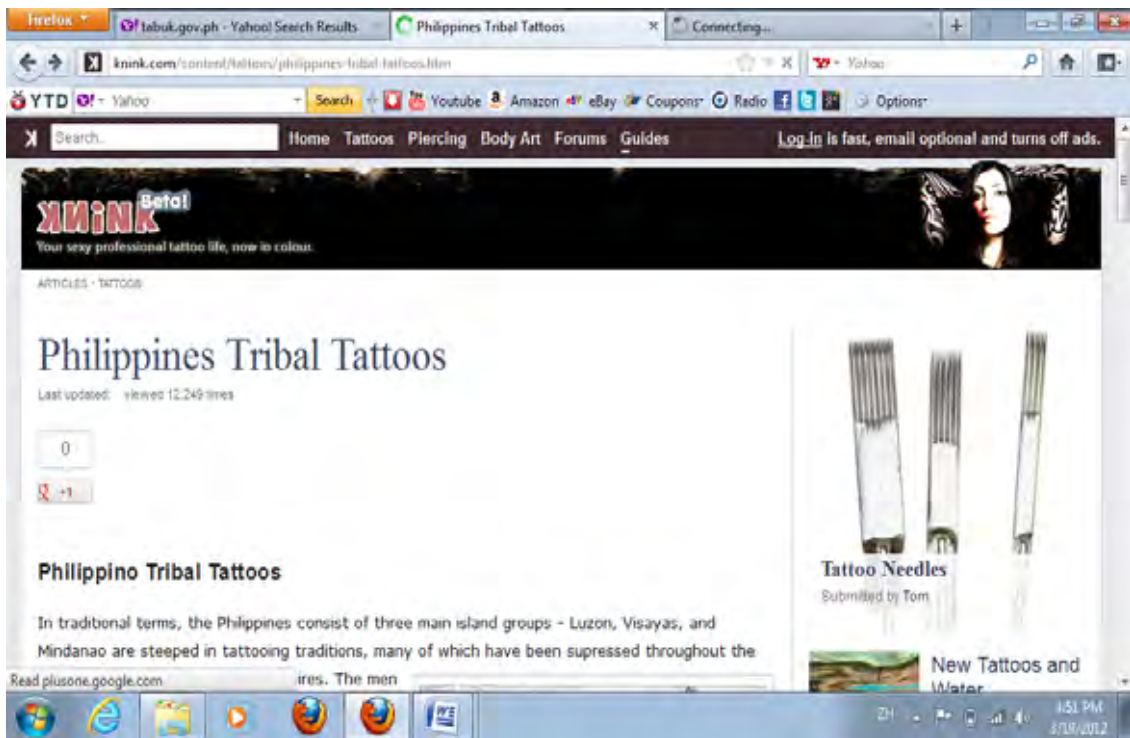 Firefox
tabuk.gov.ph - Yahoo! Search Results
Philippines Tribal Tattoos
Connecting...
knink.com/content/tattoos/philippines-tribal-tattoos.htm
Yahoo
YTD
Yahoo
Search
Youtube
Amazon
eBay
Coupons
Radio
Options
Search...
Home Tattoos Piercing Body Art Forums Guides
Log-In is fast, email optional and turns off ads.
KNINK Beta!
Your sexy professional tattoo life, now in colour.
ARTICLES · TATTOOS
Philippines Tribal Tattoos
Last updated: viewed 12,249 times
0
+1
Philippino Tribal Tattoos
In traditional terms, the Philippines consist of three main island groups - Luzon, Visayas, and
Mindanao are steeped in tattooing traditions, many of which have been supressed throughout the
ires. The men
Tattoo Needles
Submitted by Tom
New Tattoos and
Water
Read plusone.google.com
ZH
3:51 PM
3/19/2012